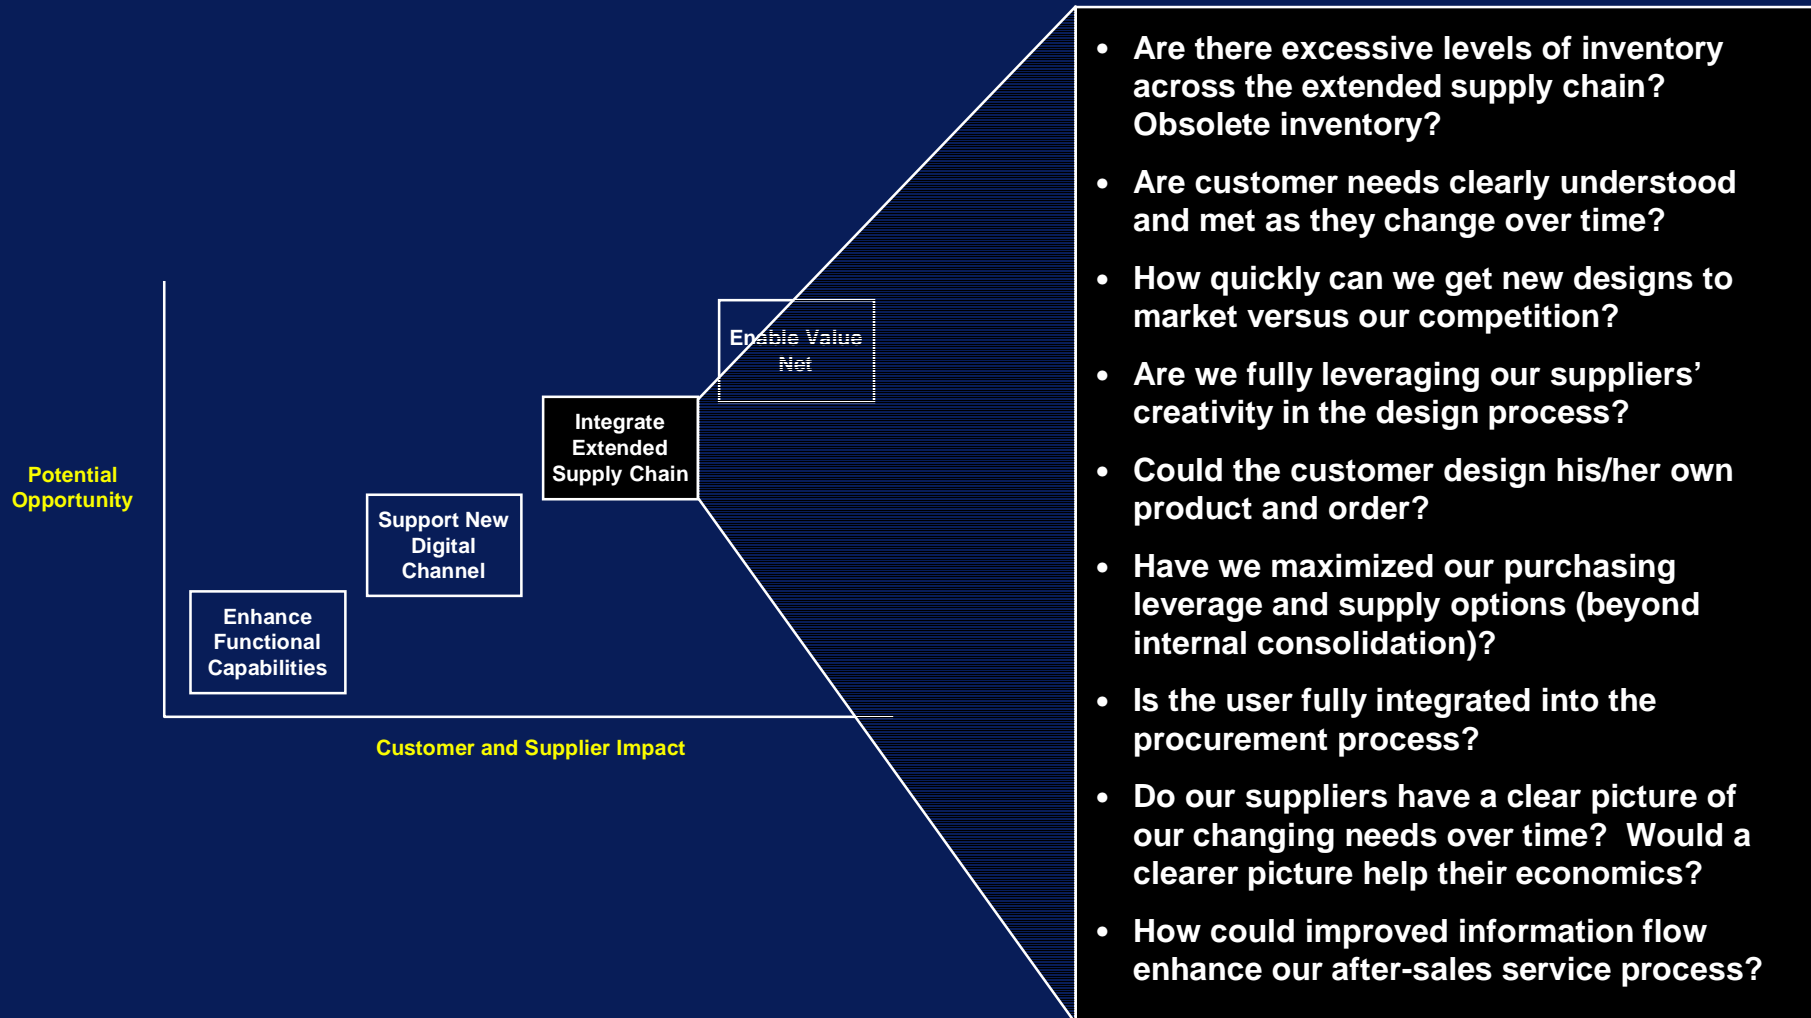 Potential
Opportunity
Enhance
Functional
Capabilities
Support New
Digital
Channel
Integrate
Extended
Supply Chain
Enable Value
Net
Customer and Supplier Impact
• Are there excessive levels of inventory
across the extended supply chain?
Obsolete inventory?
• Are customer needs clearly understood
and met as they change over time?
• How quickly can we get new designs to
market versus our competition?
• Are we fully leveraging our suppliers’
creativity in the design process?
• Could the customer design his/her own
product and order?
• Have we maximized our purchasing
leverage and supply options (beyond
internal consolidation)?
• Is the user fully integrated into the
procurement process?
• Do our suppliers have a clear picture of
our changing needs over time?  Would a
clearer picture help their economics?
• How could improved information flow
enhance our after-sales service process?